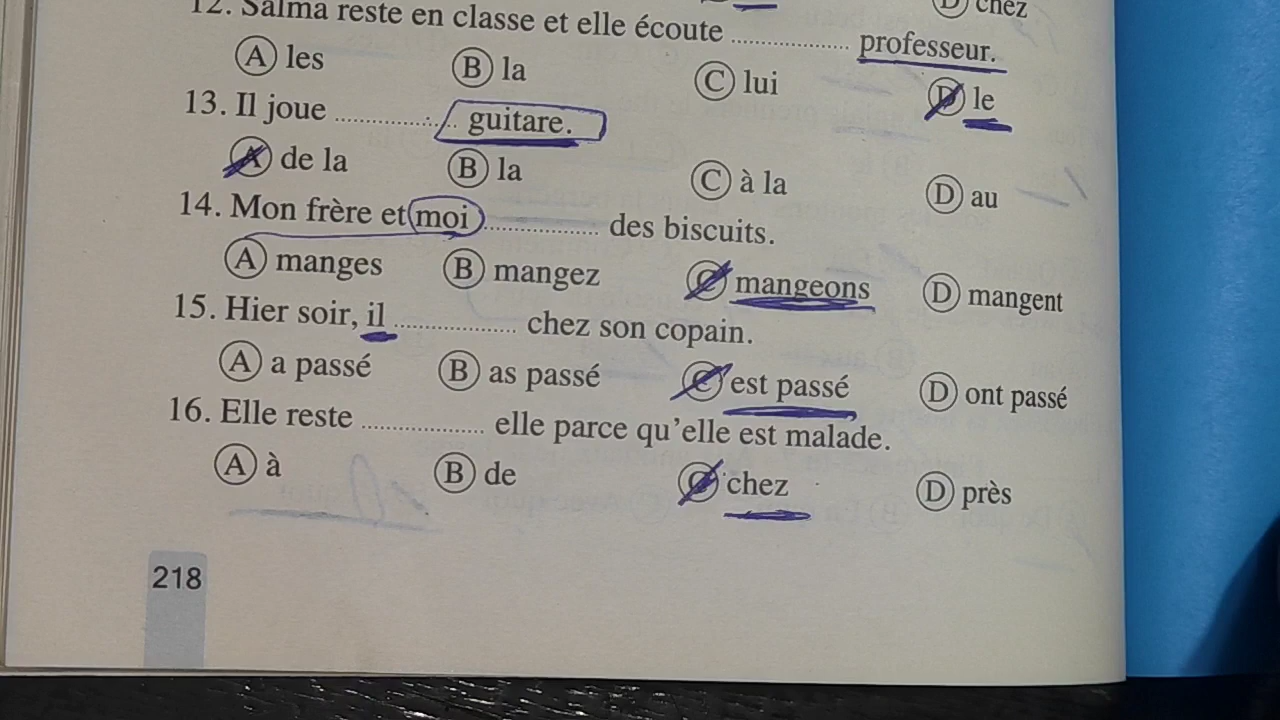 D chez
12. Salma reste en classe et elle écoute .................... professeur.
A les B la C lui D le
13. Il joue .................... guitare.
A de la B la C à la D au
14. Mon frère et moi .................... des biscuits.
A manges B mangez C mangeons D mangent
15. Hier soir, il .................... chez son copain.
A a passé B as passé C est passé D ont passé
16. Elle reste .................... elle parce qu'elle est malade.
A à B de C chez D près
218